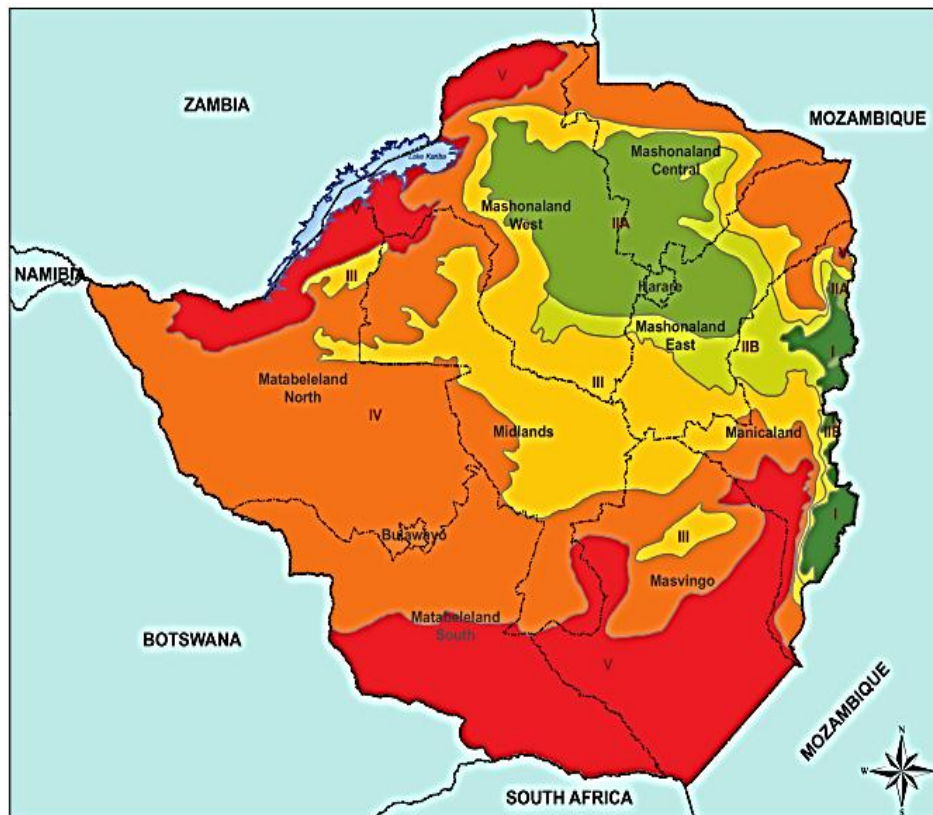 V
ZAMBIA
MOZAMBIQUE
Lake Kariba
Mashonaland
Central
Mashonaland
West
IIA
V
NAMIBIA
III
V
IIA
Harare
Mashonaland
East
IIB
I
Matabeleland
North
III
IV
Midlands
Manicaland
IIB
I
III
Bulawayo
Masvingo
Matabeleland
South
BOTSWANA
V
MOZAMBIQUE
N
W
E
S
SOUTH AFRICA